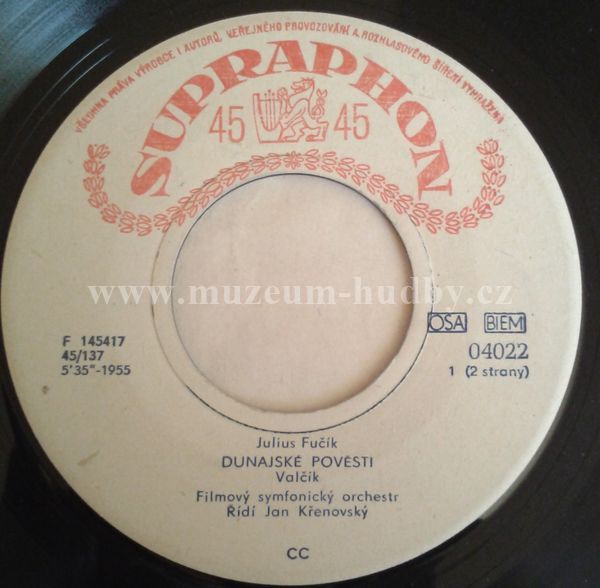 VŠECHNA PRÁVA VÝROBCE I AUTORŮ, VEŘEJNÉHO PROVOZOVÁNÍ A ROZHLASOVÉHO ŠÍŘENÍ VYHRAŽENA
SUPRAPHON
45 45
www.muzeum-hudby.cz
F 145417
45/137
5'35"-1955
OSA BIEM
04022
1 (2 strany)
Julius Fučík
DUNAJSKÉ POVĚSTI
Valčík
Filmový symfonický orchestr
Řídí Jan Křenovský
CC